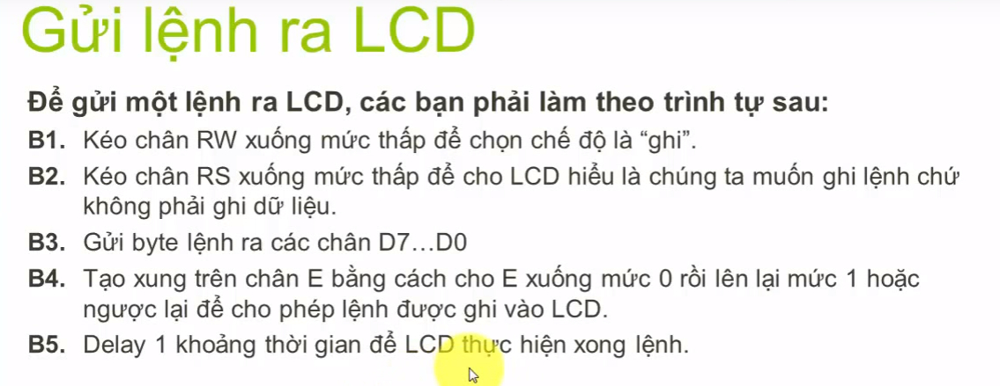 Gửi lệnh ra LCD
Để gửi một lệnh ra LCD, các bạn phải làm theo trình tự sau:
B1. Kéo chân RW xuống mức thấp để chọn chế độ là “ghi”.
B2. Kéo chân RS xuống mức thấp để cho LCD hiểu là chúng ta muốn ghi lệnh chứ
không phải ghi dữ liệu.
B3. Gửi byte lệnh ra các chân D7...D0
B4. Tạo xung trên chân E bằng cách cho E xuống mức 0 rồi lên lại mức 1 hoặc
ngược lại để cho phép lệnh được ghi vào LCD.
B5. Delay 1 khoảng thời gian để LCD thực hiện xong lệnh.